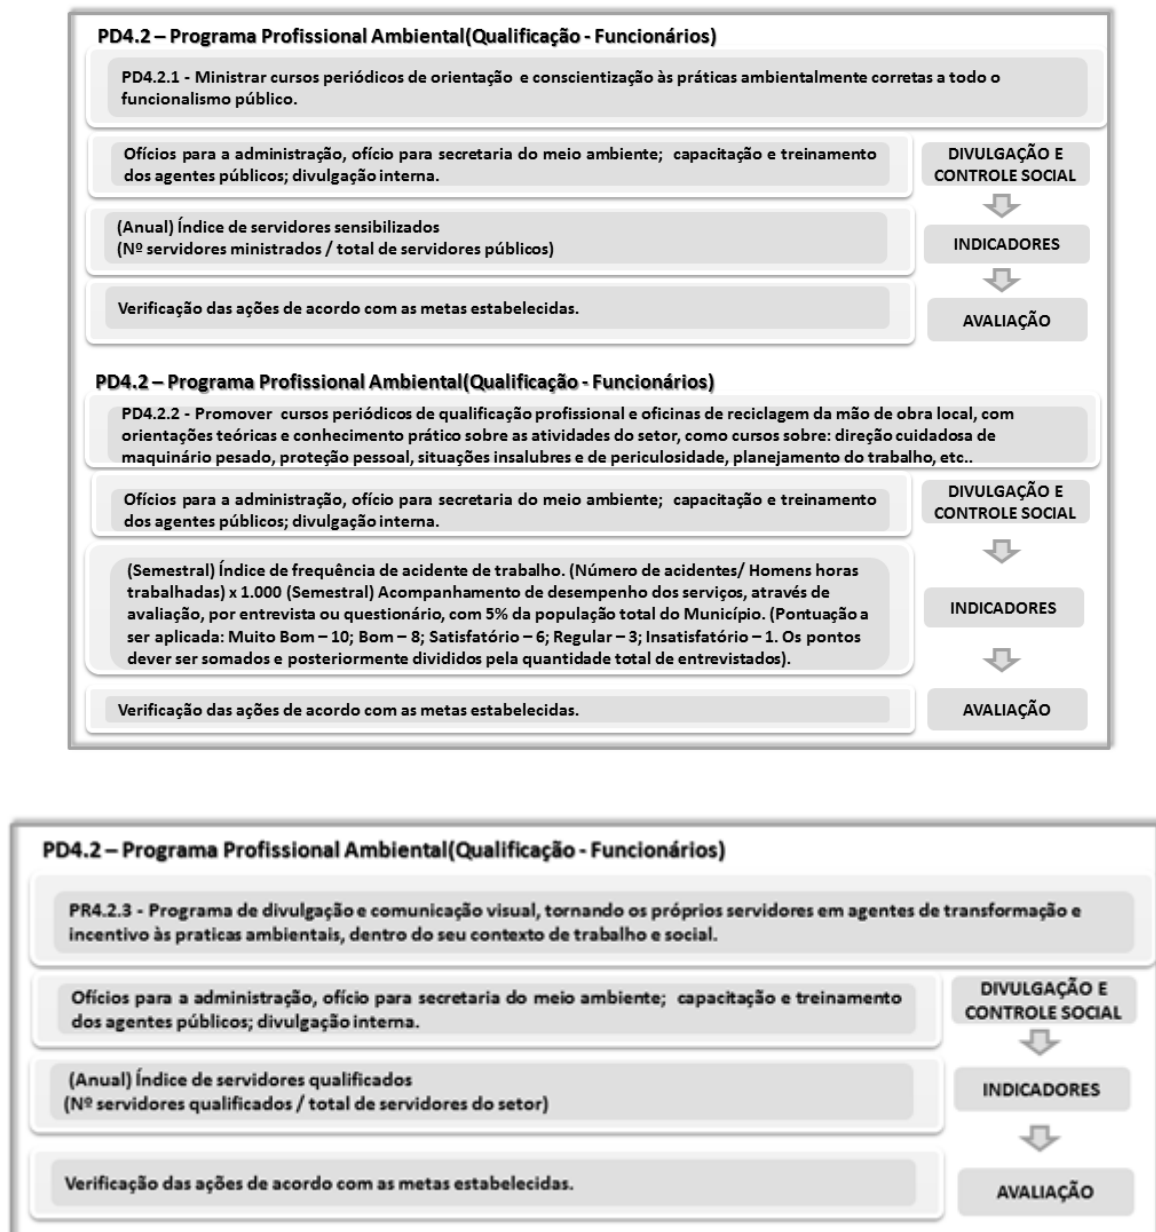 PD4.2 – Programa Profissional Ambiental(Qualificação - Funcionários)
PD4.2.1 - Ministrar cursos periódicos de orientação e conscientização às práticas ambientalmente corretas a todo o
funcionalismo público.
Ofícios para a administração, ofício para secretaria do meio ambiente; capacitação e treinamento
dos agentes públicos; divulgação interna.
DIVULGAÇÃO E
CONTROLE SOCIAL
(Anual) Índice de servidores sensibilizados
(Nº servidores ministrados / total de servidores públicos)
INDICADORES
Verificação das ações de acordo com as metas estabelecidas.
AVALIAÇÃO
PD4.2 – Programa Profissional Ambiental(Qualificação - Funcionários)
PD4.2.2 - Promover cursos periódicos de qualificação profissional e oficinas de reciclagem da mão de obra local, com
orientações teóricas e conhecimento prático sobre as atividades do setor, como cursos sobre: direção cuidadosa de
maquinário pesado, proteção pessoal, situações insalubres e de periculosidade, planejamento do trabalho, etc..
Ofícios para a administração, ofício para secretaria do meio ambiente; capacitação e treinamento
dos agentes públicos; divulgação interna.
DIVULGAÇÃO E
CONTROLE SOCIAL
(Semestral) Índice de frequência de acidente de trabalho. (Número de acidentes/ Homens horas
trabalhadas) x 1.000 (Semestral) Acompanhamento de desempenho dos serviços, através de
avaliação, por entrevista ou questionário, com 5% da população total do Município. (Pontuação a
ser aplicada: Muito Bom – 10; Bom – 8; Satisfatório – 6; Regular – 3; Insatisfatório – 1. Os pontos
dever ser somados e posteriormente divididos pela quantidade total de entrevistados).
INDICADORES
Verificação das ações de acordo com as metas estabelecidas.
AVALIAÇÃO
PD4.2 – Programa Profissional Ambiental(Qualificação - Funcionários)
PR4.2.3 - Programa de divulgação e comunicação visual, tornando os próprios servidores em agentes de transformação e
incentivo às praticas ambientais, dentro do seu contexto de trabalho e social.
Ofícios para a administração, ofício para secretaria do meio ambiente; capacitação e treinamento
dos agentes públicos; divulgação interna.
DIVULGAÇÃO E
CONTROLE SOCIAL
(Anual) Índice de servidores qualificados
(Nº servidores qualificados / total de servidores do setor)
INDICADORES
Verificação das ações de acordo com as metas estabelecidas.
AVALIAÇÃO